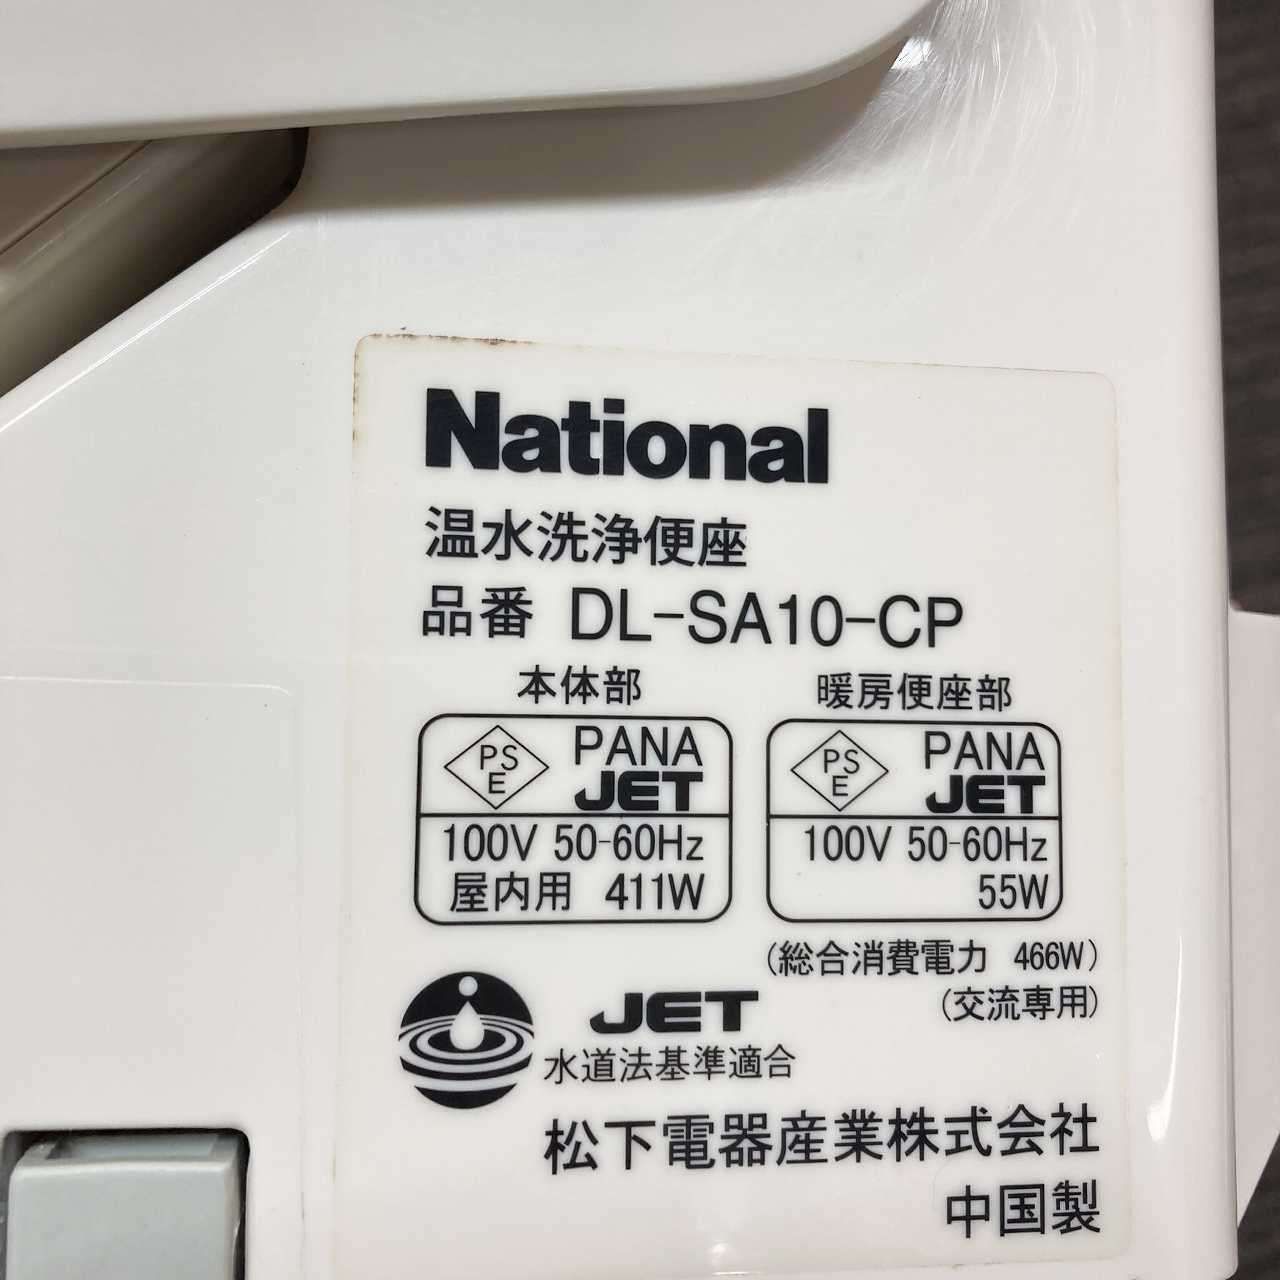 National
温水洗浄便座
品番 DL-SA10-CP
本体部
PSE PANA JET
100V 50-60Hz
屋内用 411W
暖房便座部
PSE PANA JET
100V 50-60Hz
55W
(総合消費電力 466W)
(交流専用)
JET
水道法基準適合
松下電器産業株式会社
中国製